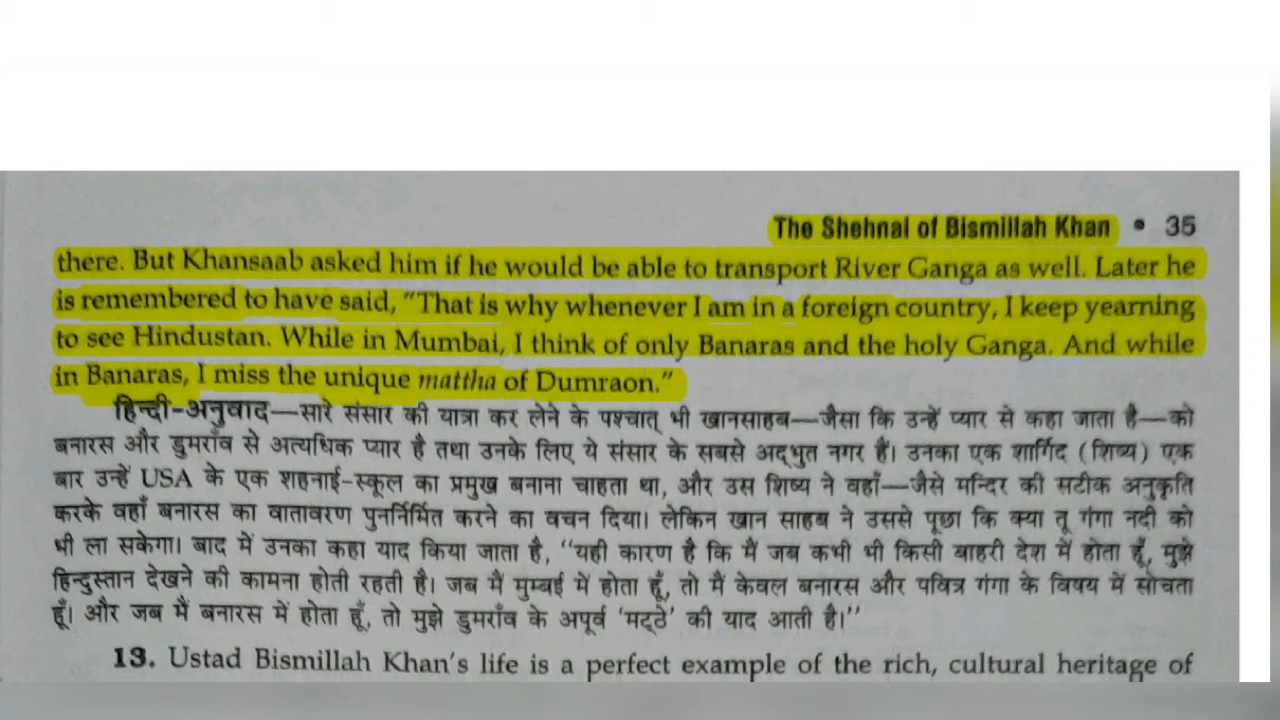 The Shehnai of Bismillah Khan • 35
there. But Khansaab asked him if he would be able to transport River Ganga as well. Later he
is remembered to have said, “That is why whenever I am in a foreign country, I keep yearning
to see Hindustan. While in Mumbai, I think of only Banaras and the holy Ganga. And while
in Banaras, I miss the unique mattha of Dumraon.”
हिन्दी-अनुवाद—सारे संसार की यात्रा कर लेने के पश्चात् भी खानसाहब—जैसा कि उन्हें प्यार से कहा जाता है—को
बनारस और डुमराँव से अत्यधिक प्यार है तथा उनके लिए ये संसार के सबसे अद्भुत नगर हैं। उनका एक शार्गिद (शिष्य) एक
बार उन्हें USA के एक शहनाई-स्कूल का प्रमुख बनाना चाहता था, और उस शिष्य ने वहाँ—जैसे मन्दिर की सटीक अनुकृति
करके वहाँ बनारस का वातावरण पुनर्निर्मित करने का वचन दिया। लेकिन खान साहब ने उससे पूछा कि क्या तू गंगा नदी को
भी ला सकेगा। बाद में उनका कहा याद किया जाता है, “यही कारण है कि मैं जब कभी भी किसी बाहरी देश में होता हूँ, मुझे
हिन्दुस्तान देखने की कामना होती रहती है। जब मैं मुम्बई में होता हूँ, तो मैं केवल बनारस और पवित्र गंगा के विषय में सोचता
हूँ। और जब मैं बनारस में होता हूँ, तो मुझे डुमराँव के अपूर्व ‘मट्ठे’ की याद आती है।”
13. Ustad Bismillah Khan’s life is a perfect example of the rich, cultural heritage of